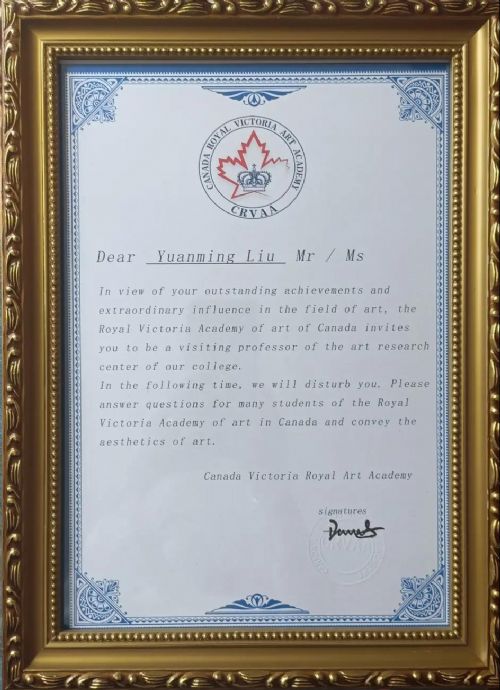 CANADA ROYAL VICTORIA ART ACADEMY
CRVAA
Dear Yuanming Liu Mr / Ms
In view of your outstanding achievements and
extraordinary influence in the field of art, the
Royal Victoria Academy of art of Canada invites
you to be a visiting professor of the art research
center of our college.
In the following time, we will disturb you. Please
answer questions for many students of the Royal
Victoria Academy of art in Canada and convey the
aesthetics of art.
Canada Victoria Royal Art Academy
signatures